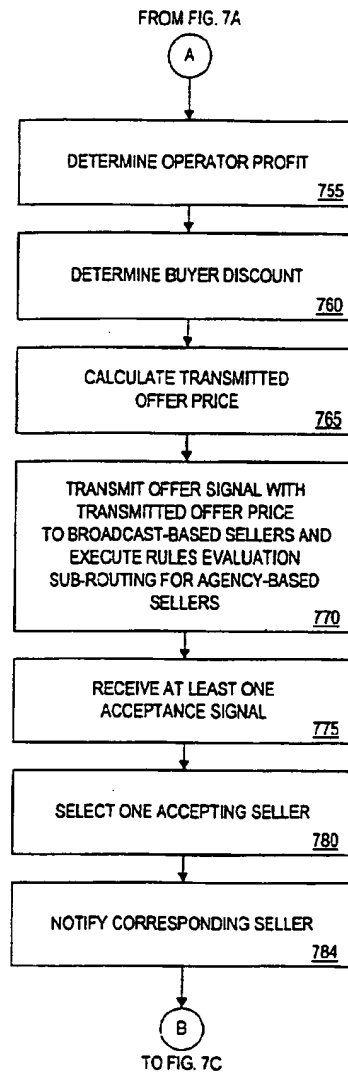 FROM FIG. 7A
A
DETERMINE OPERATOR PROFIT
755
DETERMINE BUYER DISCOUNT
760
CALCULATE TRANSMITTED
OFFER PRICE
765
TRANSMIT OFFER SIGNAL WITH
TRANSMITTED OFFER PRICE
TO BROADCAST-BASED SELLERS AND
EXECUTE RULES EVALUATION
SUB-ROUTING FOR AGENCY-BASED
SELLERS
770
RECEIVE AT LEAST ONE
ACCEPTANCE SIGNAL
775
SELECT ONE ACCEPTING SELLER
780
NOTIFY CORRESPONDING SELLER
784
B
TO FIG. 7C